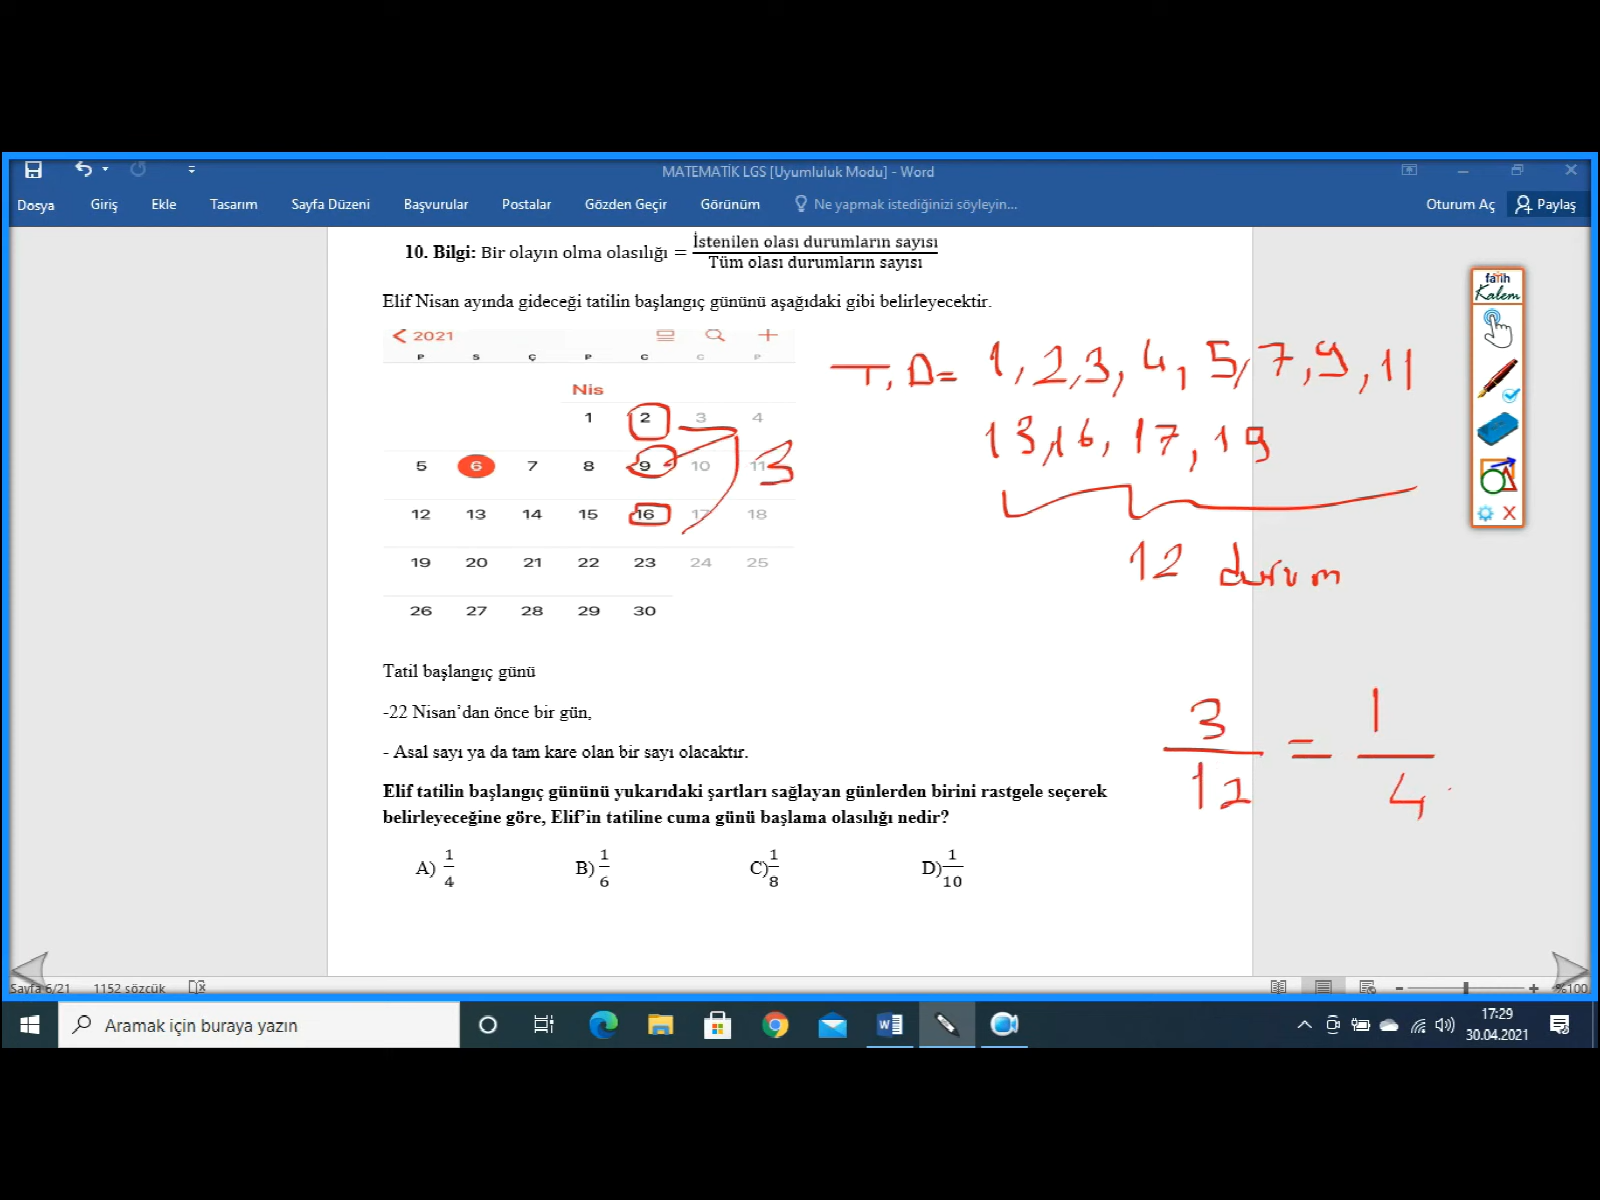 MATEMATİK LGS [Uyumluluk Modu] - Word
Dosya Giriş Ekle Tasarım Sayfa Düzeni Başvurular Postalar Gözden Geçir Görünüm Ne yapmak istediğinizi söyleyin... Oturum Aç Paylaş
10. Bilgi: Bir olayın olma olasılığı = İstenilen olası durumların sayısı / Tüm olası durumların sayısı
Elif Nisan ayında gideceği tatilin başlangıç gününü aşağıdaki gibi belirleyecektir.
2021
P S Ç P C C P
Nis
1 2 3 4
5 6 7 8 9 10 11
12 13 14 15 16 17 18
19 20 21 22 23 24 25
26 27 28 29 30
3
T, D = 1, 2, 3, 4, 5, 7, 9, 11
13, 16, 17, 19
12 durum
Tatil başlangıç günü
-22 Nisan'dan önce bir gün,
- Asal sayı ya da tam kare olan bir sayı olacaktır.
3/12 = 1/4
Elif tatilin başlangıç gününü yukarıdaki şartları sağlayan günlerden birini rastgele seçerek
belirleyeceğine göre, Elif'in tatiline cuma günü başlama olasılığı nedir?
A) 1/4 B) 1/6 C) 1/8 D) 1/10
fatih
Kalem
Sayfa 6/21 1152 sözcük %100
Aramak için buraya yazın
17:29
30.04.2021